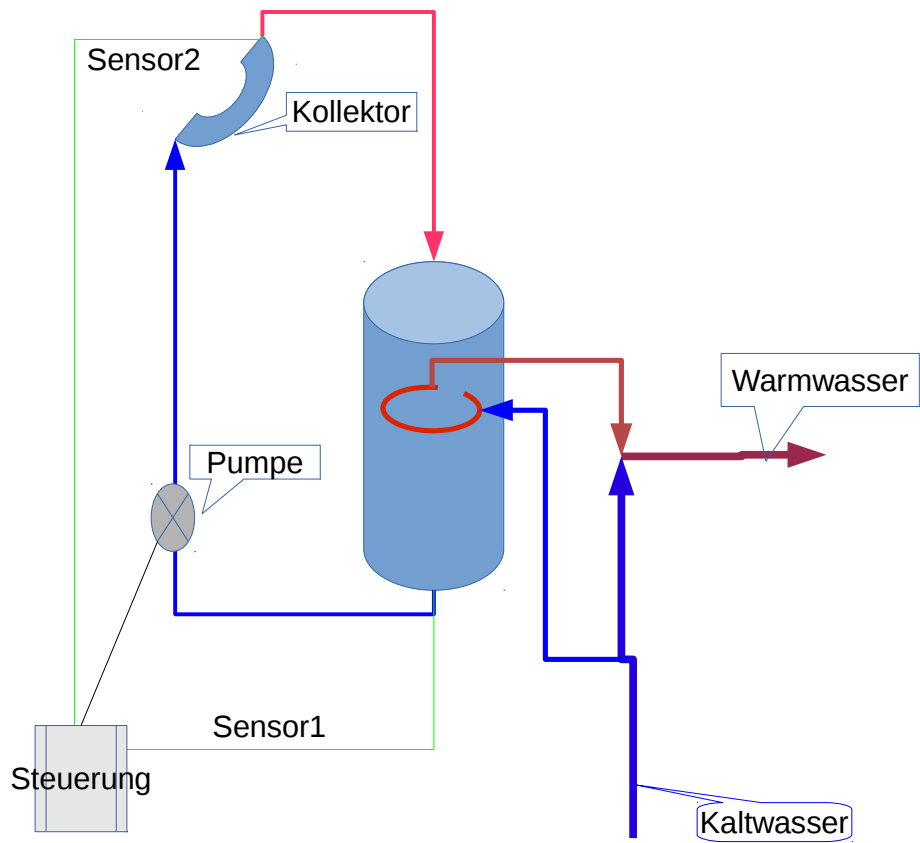 Sensor2
Kollektor
Warmwasser
Pumpe
Sensor1
Steuerung
Kaltwasser